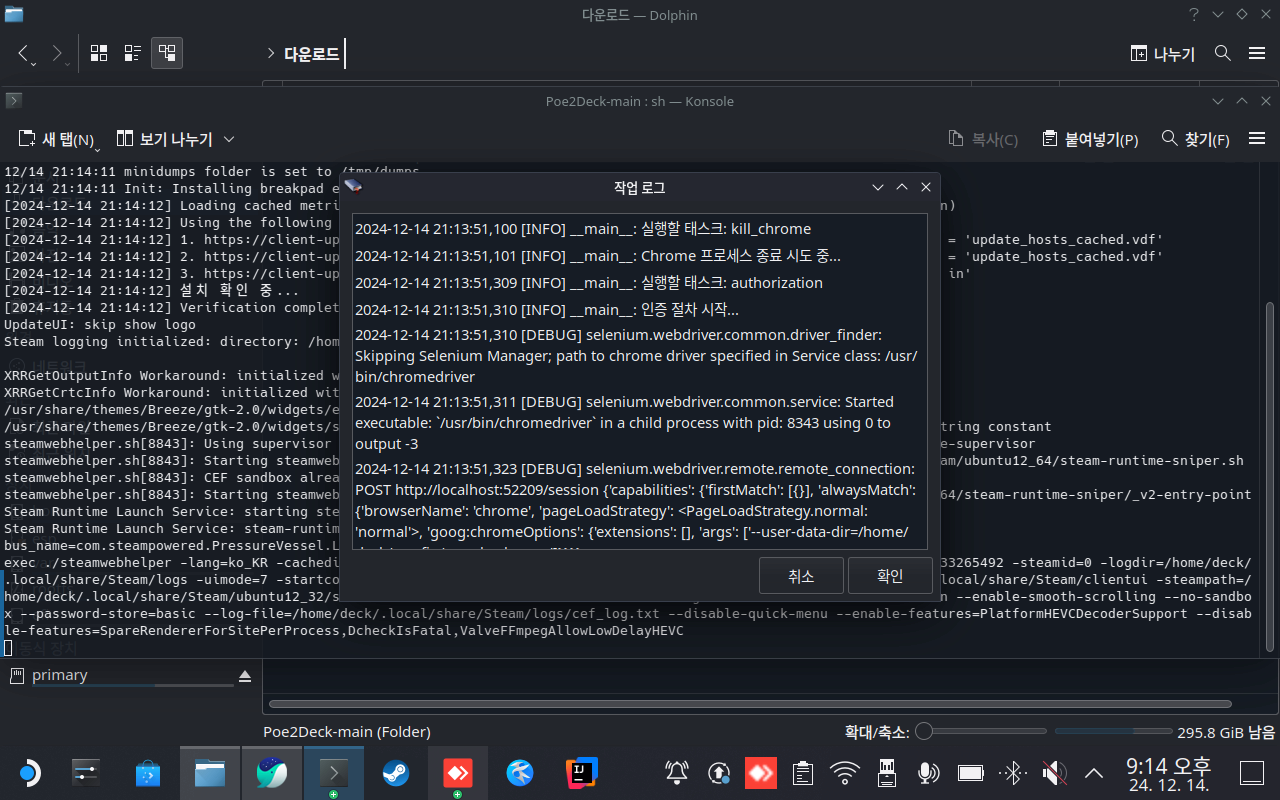 다운로드 — Dolphin
다운로드
나누기
Poe2Deck-main : sh — Konsole
새 탭(N)
보기 나누기
복사(C)
붙여넣기(P)
찾기(F)
12/14 21:14:11 minidumps folder is set to /tmp/dumps
12/14 21:14:11 Init: Installing breakpad e
[2024-12-14 21:14:12] Loading cached metri
n)
[2024-12-14 21:14:12] Using the following
[2024-12-14 21:14:12] 1. https://client-up
= 'update_hosts_cached.vdf'
[2024-12-14 21:14:12] 2. https://client-up
= 'update_hosts_cached.vdf'
[2024-12-14 21:14:12] 3. https://client-up
in'
[2024-12-14 21:14:12] 설치 확인 중...
[2024-12-14 21:14:12] Verification complet
UpdateUI: skip show logo
Steam logging initialized: directory: /hom
XRRGetOutputInfo Workaround: initialized w
XRRGetCrtcInfo Workaround: initialized wit
/usr/share/themes/Breeze/gtk-2.0/widgets/e
/usr/share/themes/Breeze/gtk-2.0/widgets/s
tring constant
steamwebhelper.sh[8843]: Using supervisor
e-supervisor
steamwebhelper.sh[8843]: Starting steamweb
am/ubuntu12_64/steam-runtime-sniper.sh
steamwebhelper.sh[8843]: CEF sandbox alrea
steamwebhelper.sh[8843]: Starting steamweb
64/steam-runtime-sniper/_v2-entry-point
Steam Runtime Launch Service: starting ste
Steam Runtime Launch Service: steam-runtim
bus_name=com.steampowered.PressureVessel.L
exec ./steamwebhelper -lang=ko_KR -cachedi
33265492 -steamid=0 -logdir=/home/deck/
.local/share/Steam/logs -uimode=7 -startco
local/share/Steam/clientui -steampath=/
home/deck/.local/share/Steam/ubuntu12_32/s
n --enable-smooth-scrolling --no-sandbo
x --password-store=basic --log-file=/home/deck/.local/share/Steam/logs/cef_log.txt --disable-quick-menu --enable-features=PlatformHEVCDecoderSupport --disab
le-features=SpareRendererForSitePerProcess,DcheckIsFatal,ValveFFmpegAllowLowDelayHEVC
작업 로그
2024-12-14 21:13:51,100 [INFO] __main__: 실행할 태스크: kill_chrome
2024-12-14 21:13:51,101 [INFO] __main__: Chrome 프로세스 종료 시도 중...
2024-12-14 21:13:51,309 [INFO] __main__: 실행할 태스크: authorization
2024-12-14 21:13:51,310 [INFO] __main__: 인증 절차 시작...
2024-12-14 21:13:51,310 [DEBUG] selenium.webdriver.common.driver_finder:
Skipping Selenium Manager; path to chrome driver specified in Service class: /usr/
bin/chromedriver
2024-12-14 21:13:51,311 [DEBUG] selenium.webdriver.common.service: Started
executable: `/usr/bin/chromedriver` in a child process with pid: 8343 using 0 to
output -3
2024-12-14 21:13:51,323 [DEBUG] selenium.webdriver.remote.remote_connection:
POST http://localhost:52209/session {'capabilities': {'firstMatch': [{}], 'alwaysMatch':
{'browserName': 'chrome', 'pageLoadStrategy': <PageLoadStrategy.normal:
'normal'>, 'goog:chromeOptions': {'extensions': [], 'args': ['--user-data-dir=/home/
취소
확인
네트워크
이동식 장치
primary
Poe2Deck-main (Folder)
확대/축소:
295.8 GiB 남음
9:14 오후
24. 12. 14.